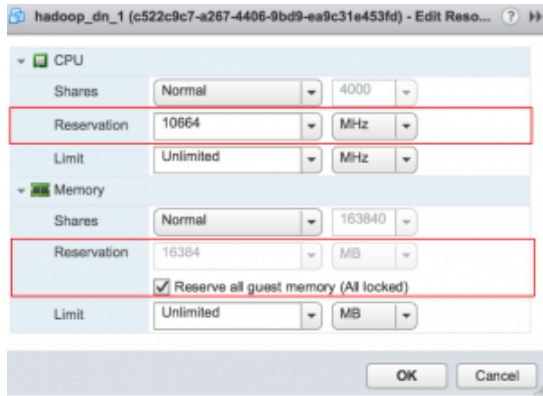 hadoop_dn_1 (c522c9c7-a267-4406-9bd9-ea9c31e453fd) - Edit Reso... ?
CPU
Shares Normal 4000
Reservation 10664 MHz
Limit Unlimited MHz
Memory
Shares Normal 163840
Reservation 16384 MB
Reserve all guest memory (All locked)
Limit Unlimited MB
OK Cancel